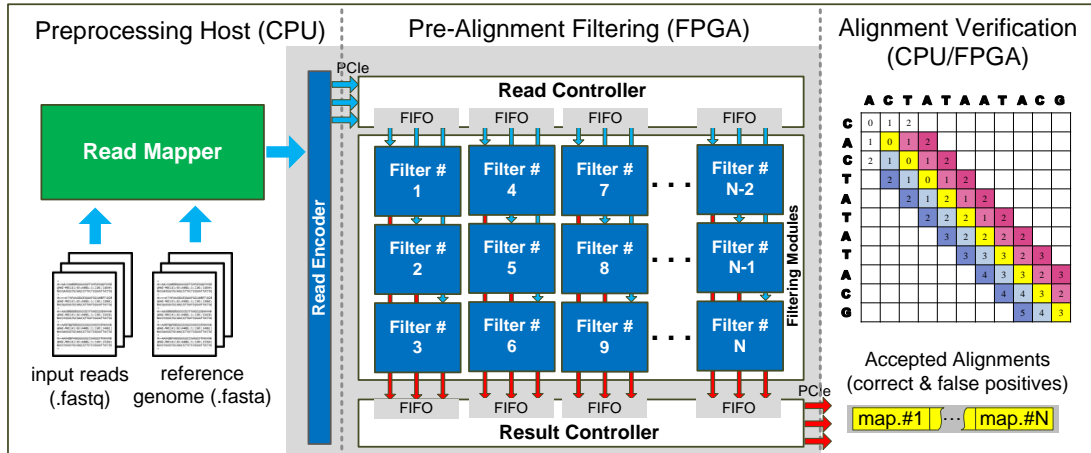 Preprocessing Host (CPU)
Pre-Alignment Filtering (FPGA)
Alignment Verification
(CPU/FPGA)
Read Mapper
input reads
(.fastq)
reference
genome (.fasta)
Read Encoder
PCIe
Read Controller
FIFO FIFO FIFO FIFO
Filter # Filter # Filter # Filter #
1 4 7 . . . N-2
Filter # Filter # Filter # Filter #
2 5 8 . . . N-1
Filter # Filter # Filter # Filter #
3 6 9 . . . N
Filtering Modules
FIFO FIFO FIFO FIFO
Result Controller
PCIe
A C T A T A A T A C G
C 0 1 2
A 1 0 1 2
C 2 1 0 1 2
T 2 1 0 1 2
A 2 1 2 1 2
T 2 2 2 1 2
A 3 2 2 2 2
T 3 3 3 2 3
A 4 3 3 2 3
C 4 4 3 2
G 5 4 3
Accepted Alignments
(correct & false positives)
map.#1 ... map.#N